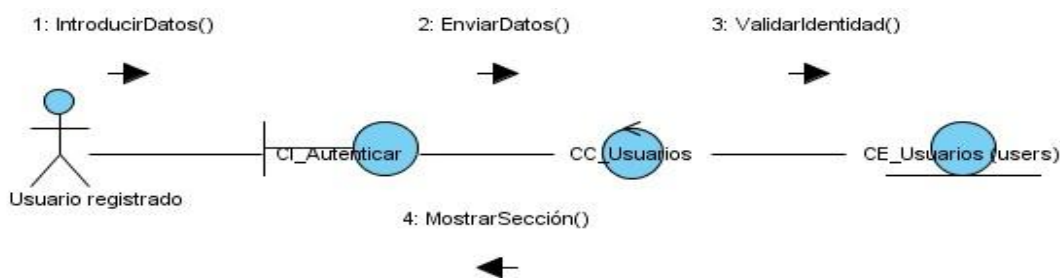 1: IntroducirDatos()
2: EnviarDatos()
3: ValidarIdentidad()
CI_Autenticar
CC_Usuarios
CE_Usuarios (users)
Usuario registrado
4: MostrarSección()